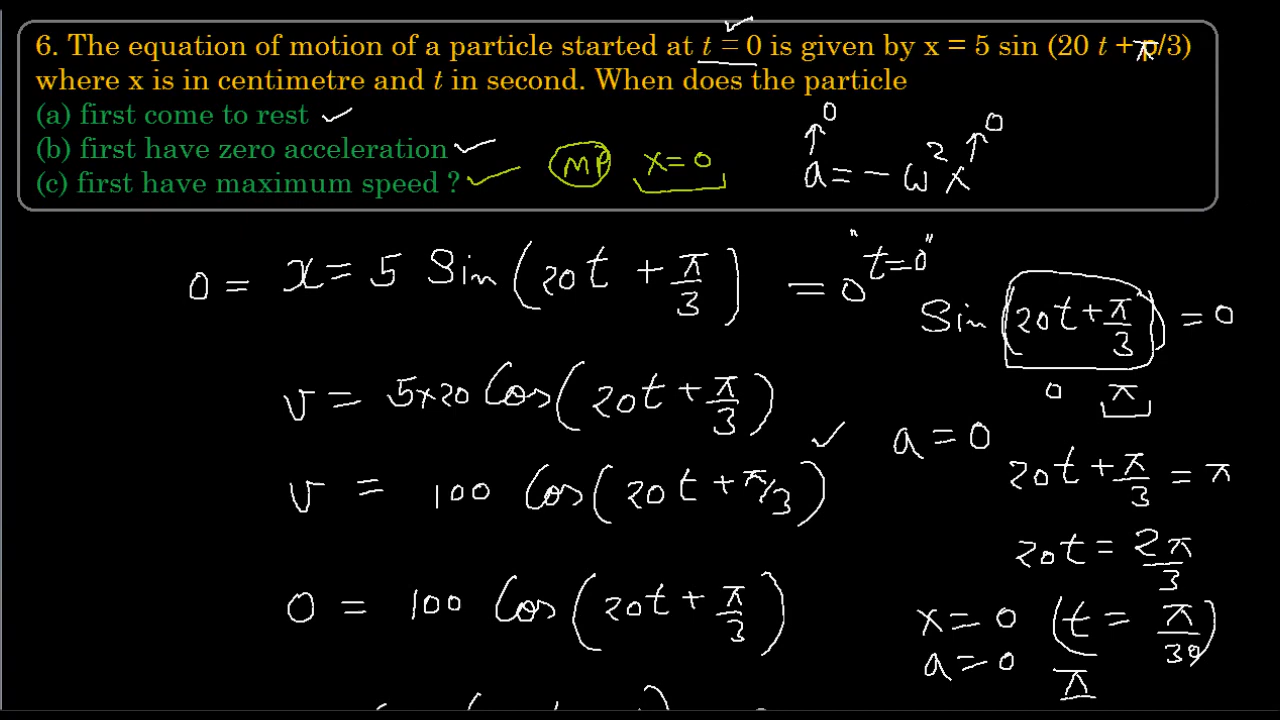 6. The equation of motion of a particle started at t = 0 is given by x = 5 sin (20 t + π/3)
where x is in centimetre and t in second. When does the particle
(a) first come to rest ✓
(b) first have zero acceleration ✓
(c) first have maximum speed ? ✓
MP x=0
a = - ω² x
0 0
0 = x = 5 Sin(20t + π/3) = 0
"t=0"
v = 5×20 Cos(20t + π/3)
v = 100 Cos(20t + π/3) ✓
0 = 100 Cos(20t + π/3)
Sin(20t + π/3) = 0
0 π
a = 0
20t + π/3 = π
20t = 2π/3
x = 0 (t = π/30)
a = 0 π